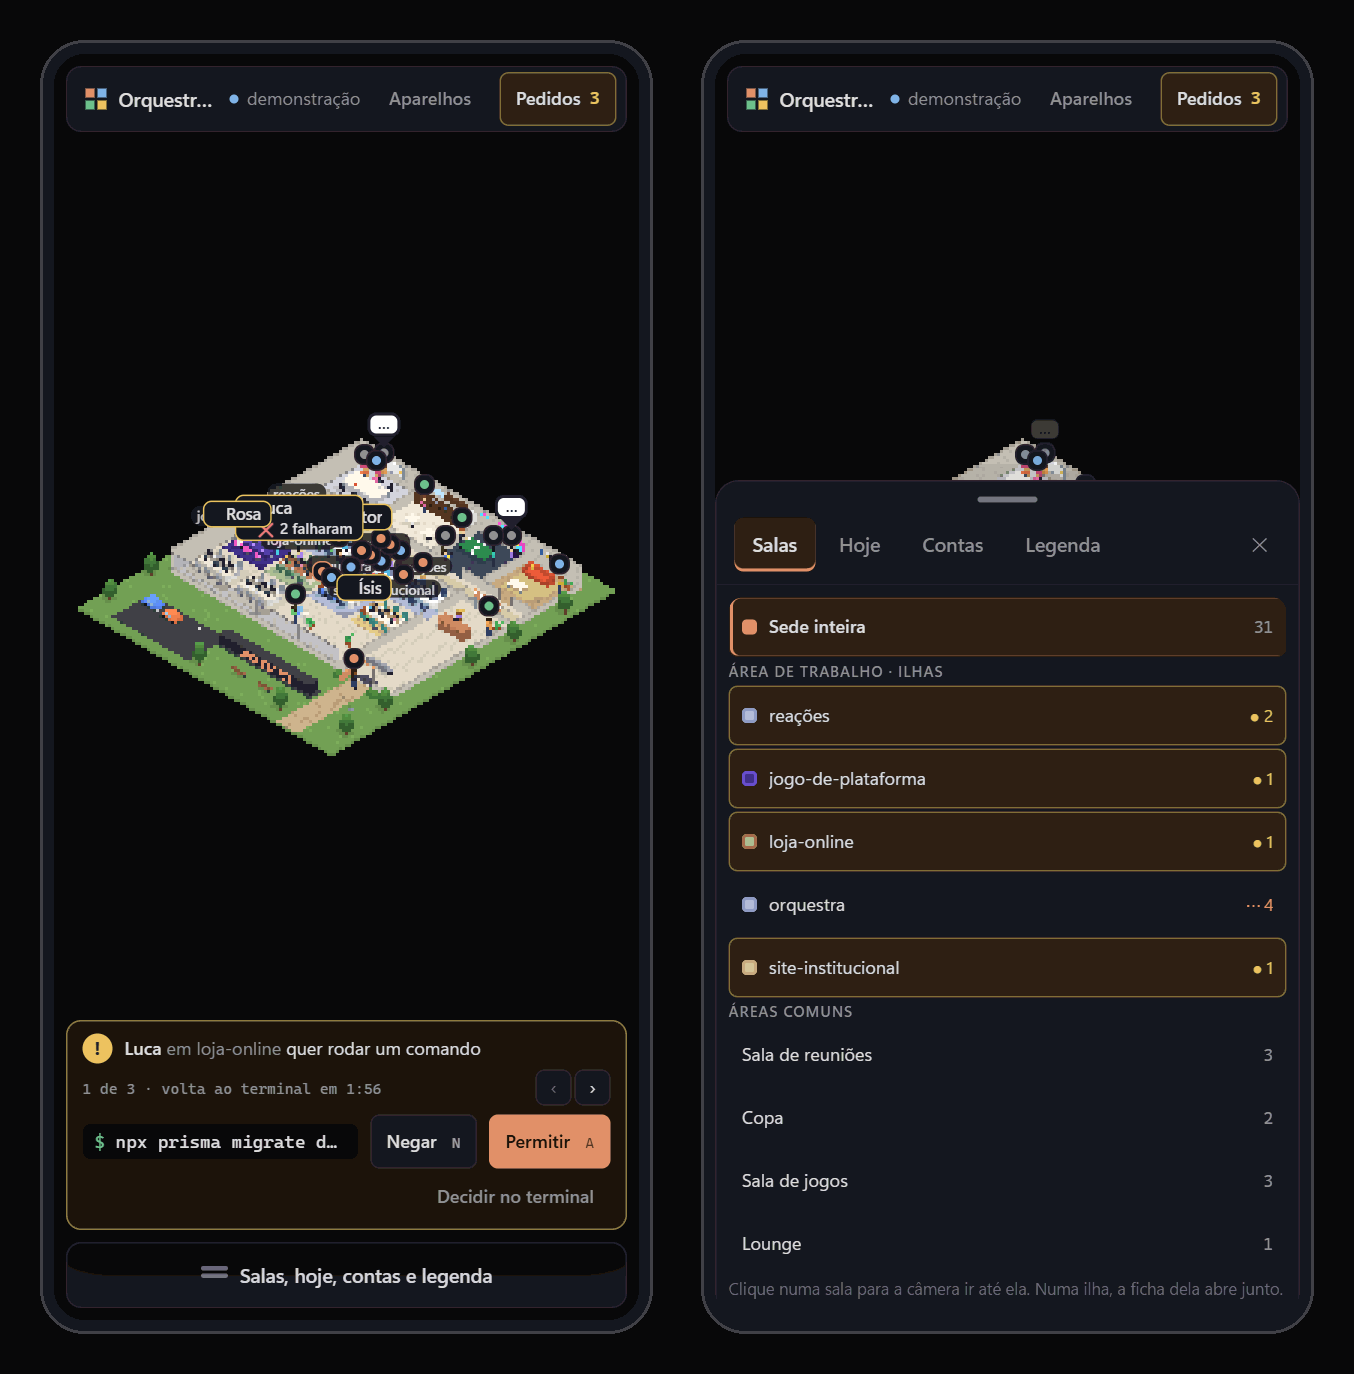 Orquestr... demonstração Aparelhos Pedidos 3
...
...
reações
Rosa
uca
tor
2 falharam
Ísis
ucional
! Luca em loja-online quer rodar um comando
1 de 3 · volta ao terminal em 1:56 ‹ ›
$ npx prisma migrate d… Negar N Permitir A
Decidir no terminal
Salas, hoje, contas e legenda
Orquestr... demonstração Aparelhos Pedidos 3
...
Salas Hoje Contas Legenda
Sede inteira 31
ÁREA DE TRABALHO · ILHAS
reações 2
jogo-de-plataforma 1
loja-online 1
orquestra ··· 4
site-institucional 1
ÁREAS COMUNS
Sala de reuniões 3
Copa 2
Sala de jogos 3
Lounge 1
Clique numa sala para a câmera ir até ela. Numa ilha, a ficha dela abre junto.